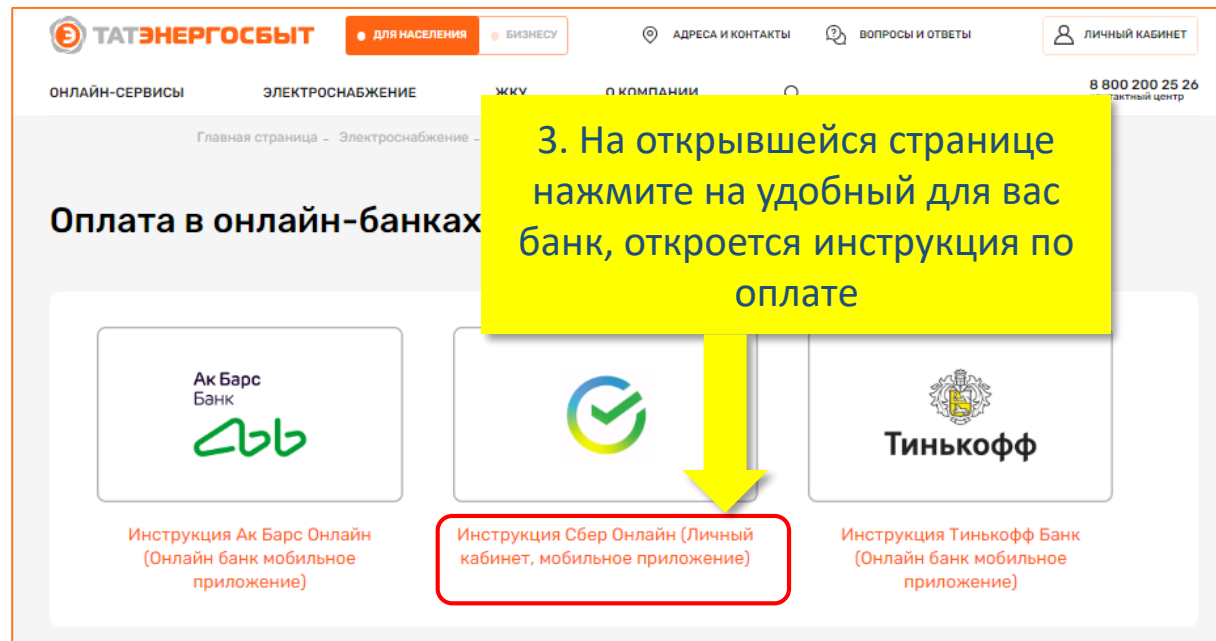 ТАТЭНЕРГОСБЫТ
ДЛЯ НАСЕЛЕНИЯ
БИЗНЕСУ
АДРЕСА И КОНТАКТЫ
ВОПРОСЫ И ОТВЕТЫ
ЛИЧНЫЙ КАБИНЕТ
ОНЛАЙН-СЕРВИСЫ
ЭЛЕКТРОСНАБЖЕНИЕ
ЖКУ
О КОМПАНИИ
8 800 200 25 26
контактный центр
Главная страница – Электроснабжение –
3. На открывшейся странице
нажмите на удобный для вас
банк, откроется инструкция по
оплате
Оплата в онлайн-банках
Ак Барс
Банк
Тинькофф
Инструкция Ак Барс Онлайн
(Онлайн банк мобильное
приложение)
Инструкция Сбер Онлайн (Личный
кабинет, мобильное приложение)
Инструкция Тинькофф Банк
(Онлайн банк мобильное
приложение)